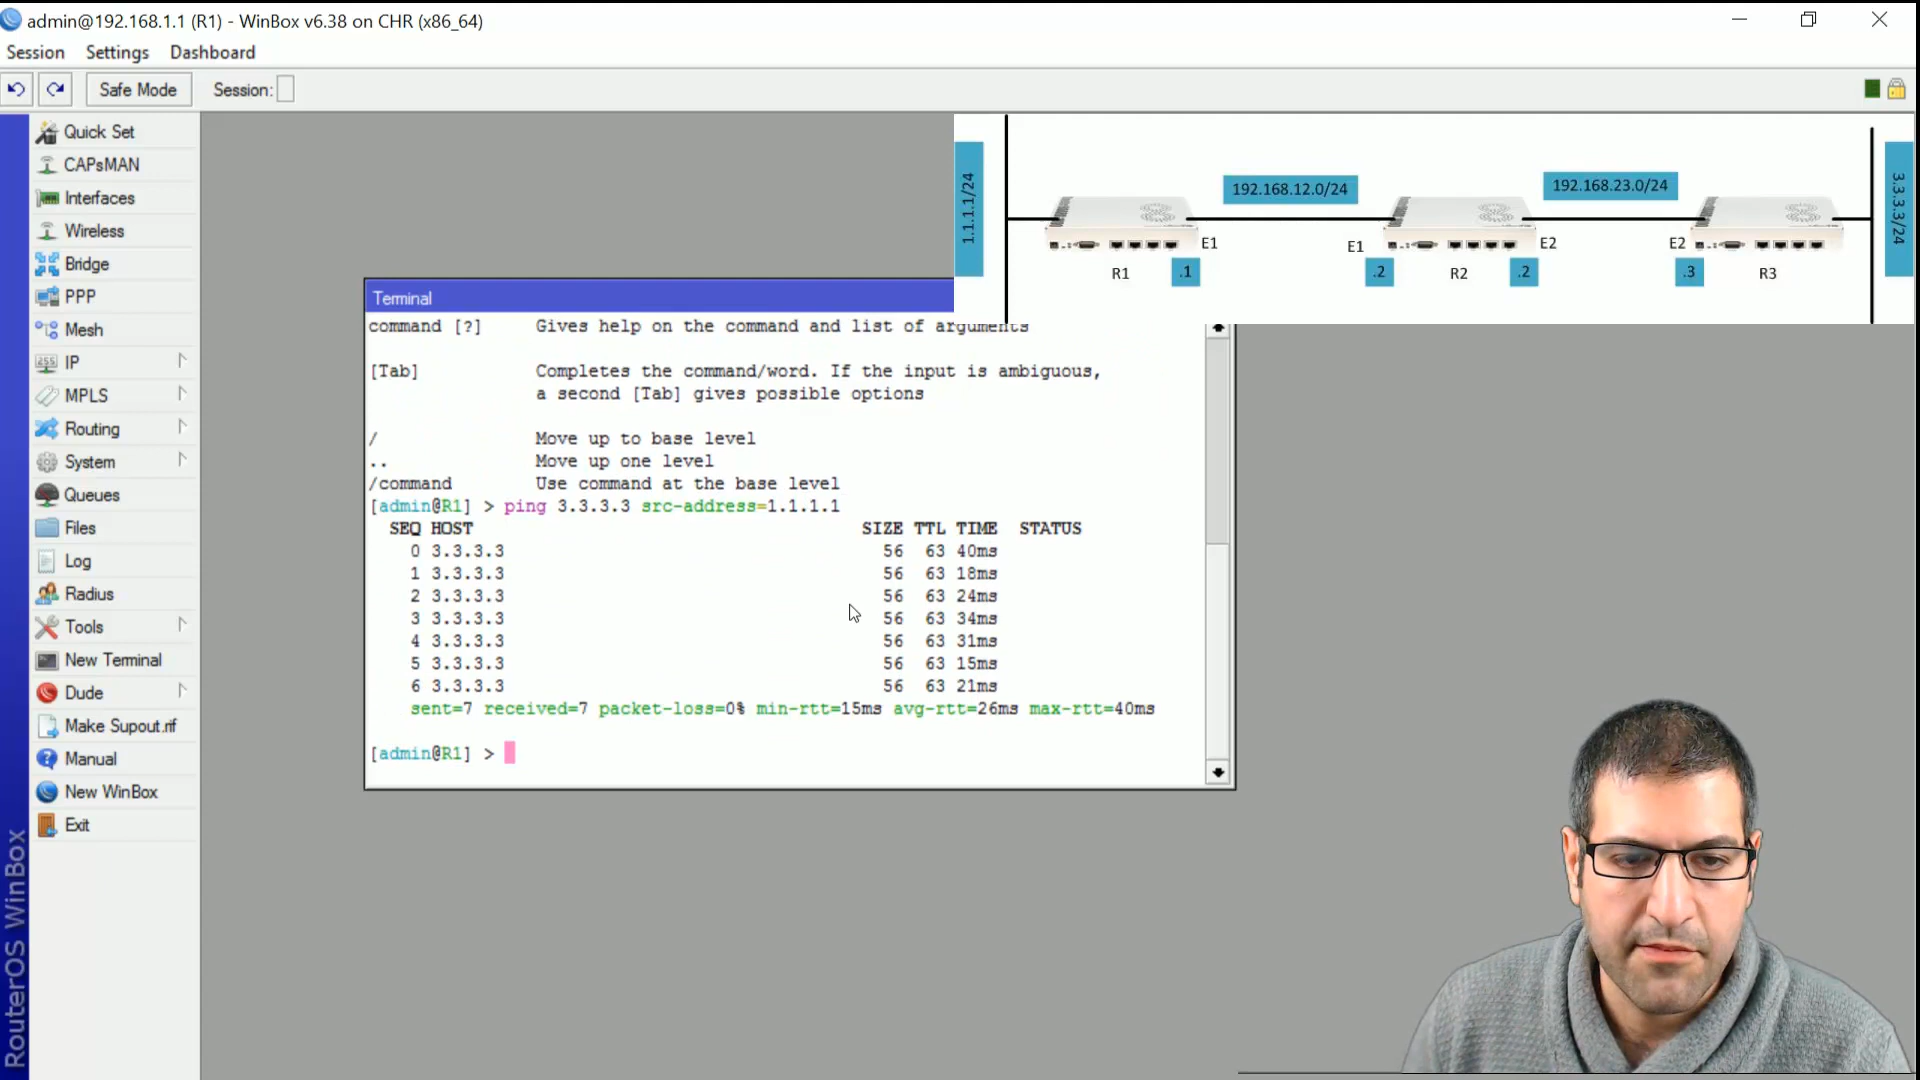 admin@192.168.1.1 (R1) - WinBox v6.38 on CHR (x86_64)
Session Settings Dashboard
Safe Mode Session:
Quick Set
CAPsMAN
Interfaces
Wireless
Bridge
PPP
Mesh
IP
MPLS
Routing
System
Queues
Files
Log
Radius
Tools
New Terminal
Dude
Make Supout.rif
Manual
New WinBox
Exit
RouterOS WinBox
1.1.1.1/24
192.168.12.0/24
192.168.23.0/24
3.3.3.3/24
E1
E1
E2
E2
R1
.1
.2
R2
.2
.3
R3
Terminal
command [?] Gives help on the command and list of arguments
[Tab] Completes the command/word. If the input is ambiguous,
a second [Tab] gives possible options
/ Move up to base level
.. Move up one level
/command Use command at the base level
[admin@R1] > ping 3.3.3.3 src-address=1.1.1.1
SEQ HOST SIZE TTL TIME STATUS
0 3.3.3.3 56 63 40ms
1 3.3.3.3 56 63 18ms
2 3.3.3.3 56 63 24ms
3 3.3.3.3 56 63 34ms
4 3.3.3.3 56 63 31ms
5 3.3.3.3 56 63 15ms
6 3.3.3.3 56 63 21ms
sent=7 received=7 packet-loss=0% min-rtt=15ms avg-rtt=26ms max-rtt=40ms
[admin@R1] >